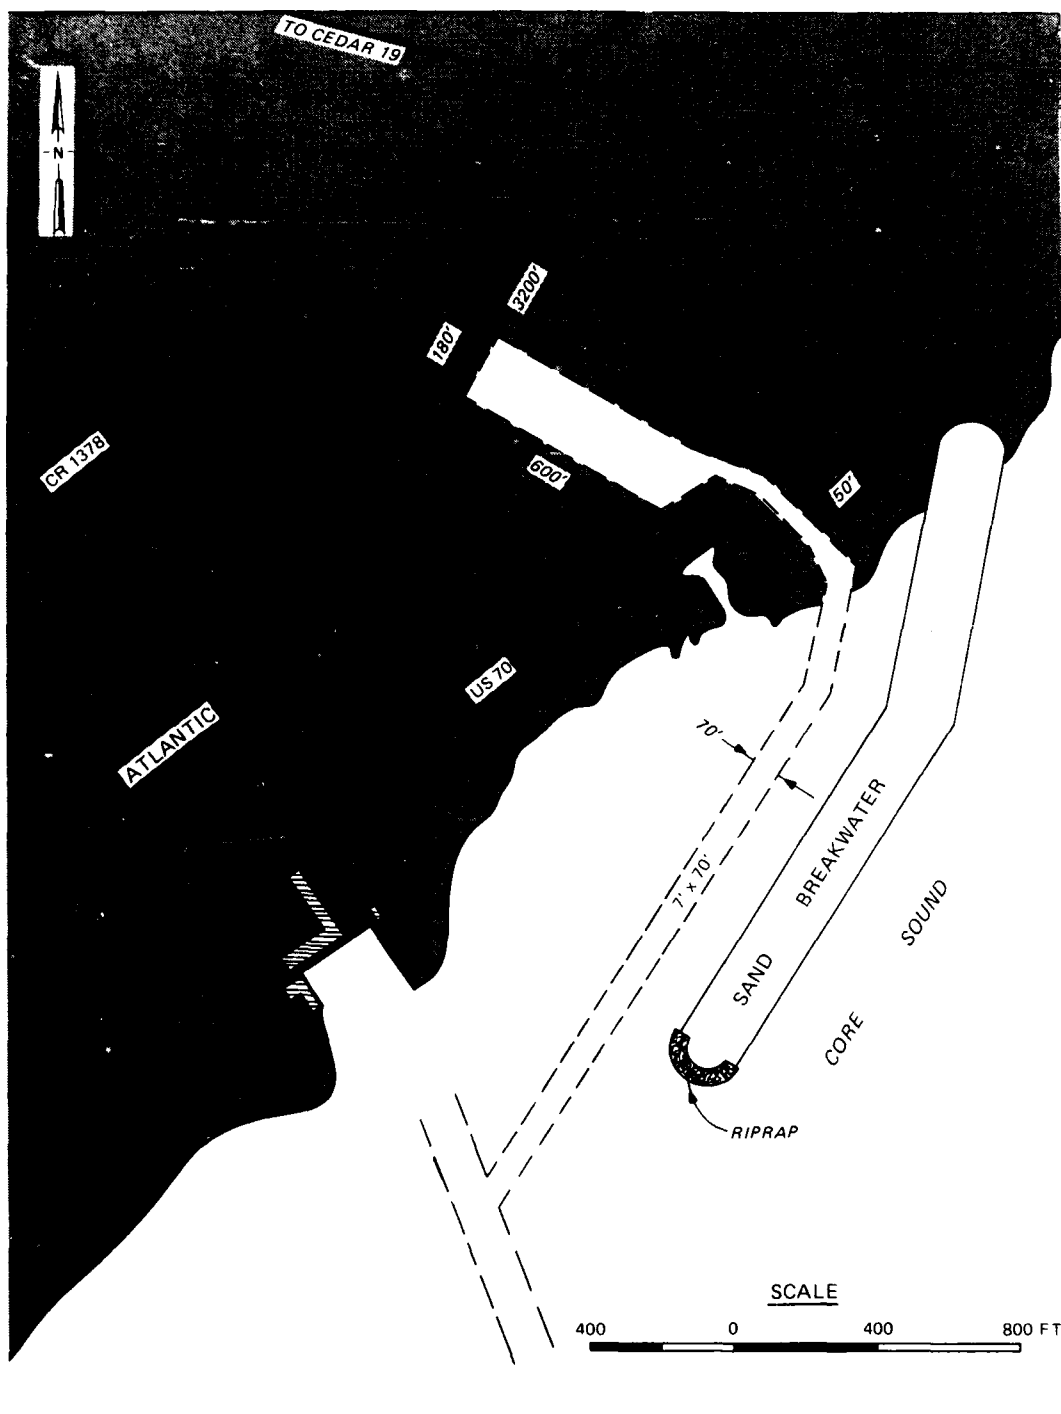 TO CEDAR 19
N
3200'
180'
CR 1378
600'
50'
US 70
ATLANTIC
70'
7' x 70'
SAND BREAKWATER
CORE SOUND
RIPRAP
SCALE
400 0 400 800 FT